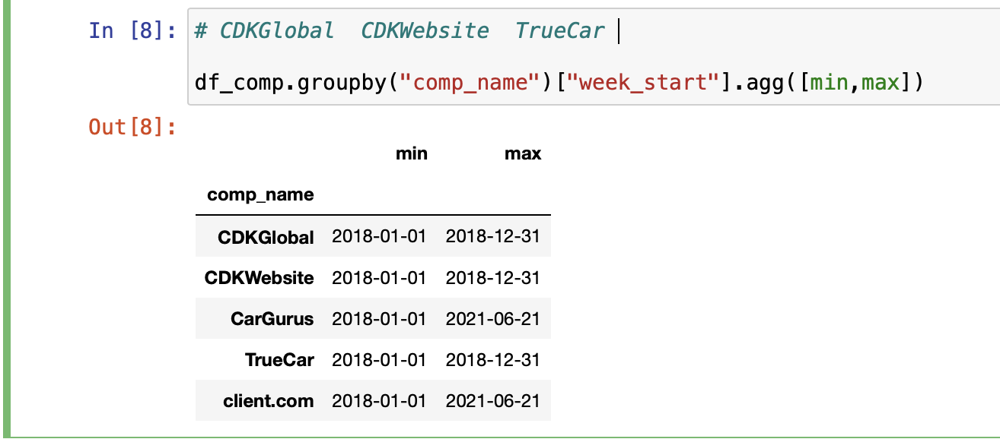 In [8]: # CDKGlobal  CDKWebsite  TrueCar
df_comp.groupby("comp_name")["week_start"].agg([min,max])
Out[8]:
min max
comp_name
CDKGlobal 2018-01-01 2018-12-31
CDKWebsite 2018-01-01 2018-12-31
CarGurus 2018-01-01 2021-06-21
TrueCar 2018-01-01 2018-12-31
client.com 2018-01-01 2021-06-21